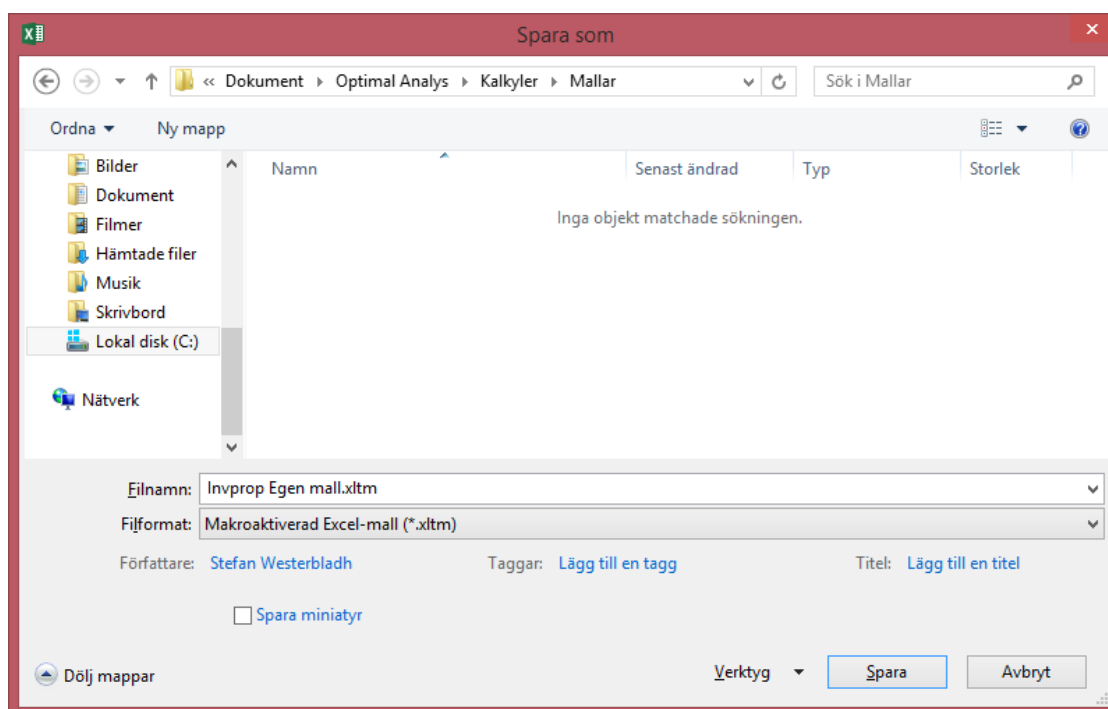 Spara som
« Dokument Optimal Analys Kalkyler Mallar Sök i Mallar
Ordna Ny mapp
Namn Senast ändrad Typ Storlek
Inga objekt matchade sökningen.
Bilder
Dokument
Filmer
Hämtade filer
Musik
Skrivbord
Lokal disk (C:)
Nätverk
Filnamn: Invprop Egen mall.xltm
Filformat: Makroaktiverad Excel-mall (*.xltm)
Författare: Stefan Westerbladh Taggar: Lägg till en tagg Titel: Lägg till en titel
Spara miniatyr
Dölj mappar Verktyg Spara Avbryt